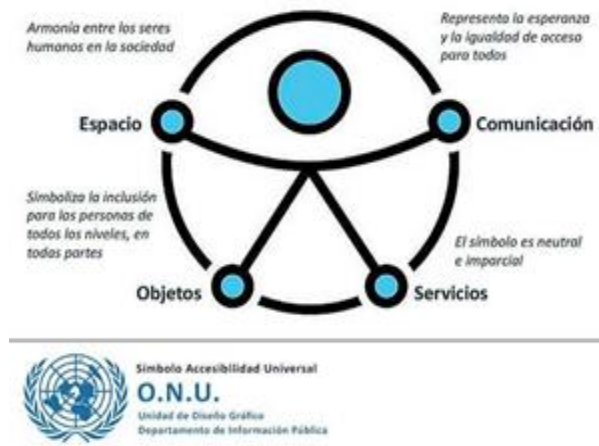 Armonía entre los seres
humanos en la sociedad
Representa la esperanza
y la igualdad de acceso
para todos
Espacio
Comunicación
Simboliza la inclusión
para las personas de
todos los niveles, en
todas partes
El símbolo es neutral
e imparcial
Objetos
Servicios
Símbolo Accesibilidad Universal
O.N.U.
Unidad de Diseño Gráfico
Departamento de Información Pública